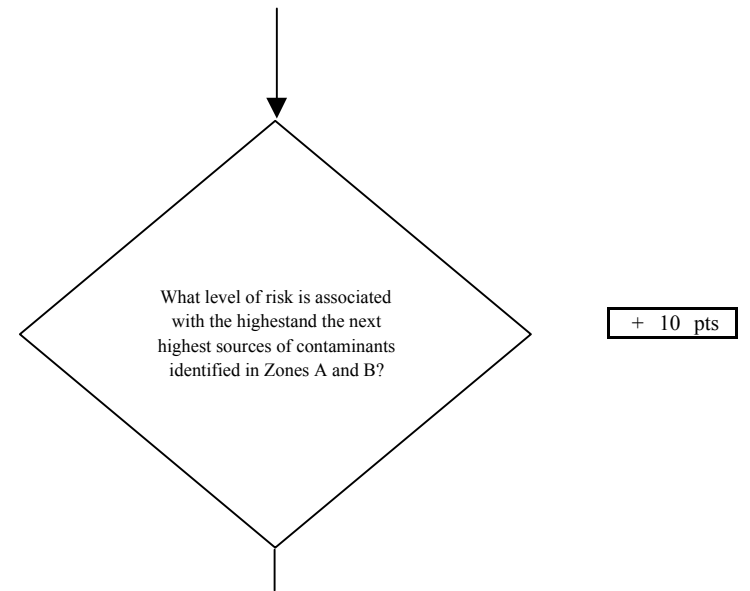 What level of risk is associated
with the highestand the next
highest sources of contaminants
identified in Zones A and B?
+ 10 pts